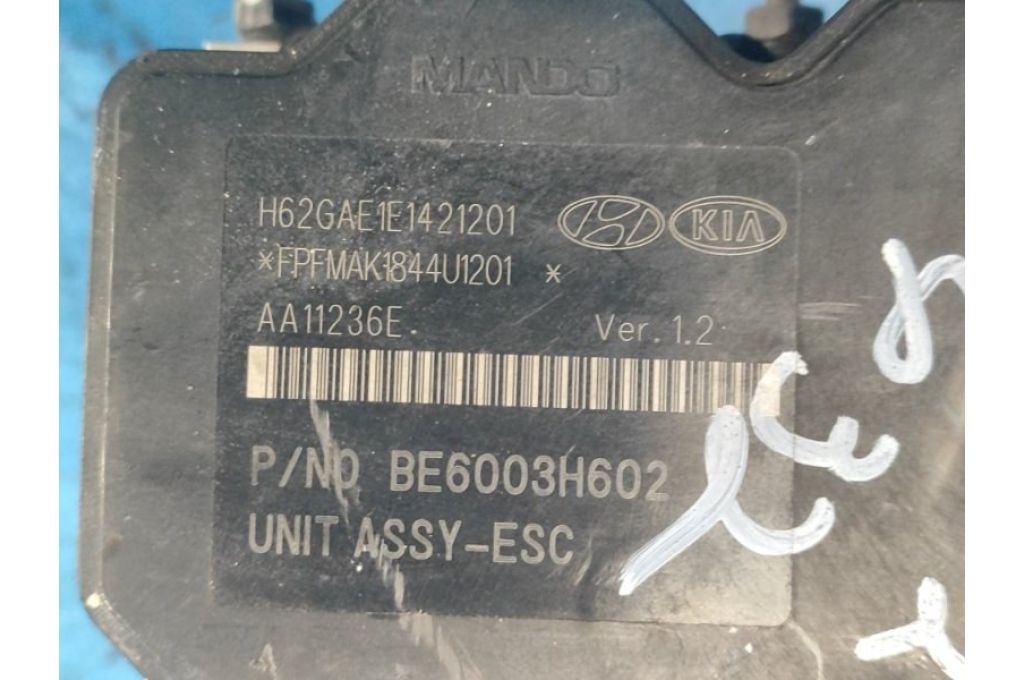 MANDO
H62GAE1E1421201
KIA
*FPFMAK1844U1201 *
AA11236E.
Ver. 1.2
P/NO BE6003H602
UNIT ASSY-ESC